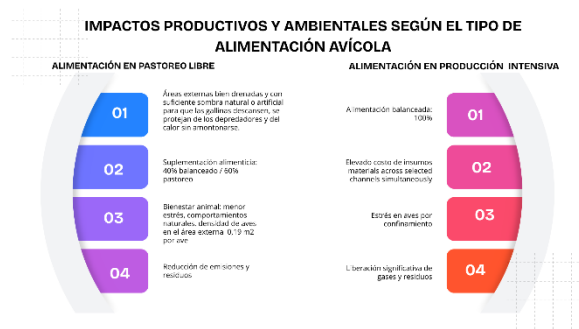 IMPACTOS PRODUCTIVOS Y AMBIENTALES SEGÚN EL TIPO DE
ALIMENTACIÓN AVÍCOLA
ALIMENTACIÓN EN PASTOREO LIBRE
01
Áreas externas bien drenadas y con
suficiente sombra natural o artificial
para que las gallinas descansen, se
protejan de los depredadores y del
calor sin amontonarse.
02
Suplementación alimenticia:
40% balanceado / 60%
pastoreo
03
Bienestar animal: menor
estrés, comportamientos
naturales. densidad de aves
en el área externa. 0,19 m2
por ave
04
Reducción de emisiones y
residuos
ALIMENTACIÓN EN PRODUCCIÓN INTENSIVA
Alimentación balanceada:
100%
01
Elevado costo de insumos
materials across selected
channels simultaneously
02
Estrés en aves por
confinamiento
03
Liberación significativa de
gases y residuos
04